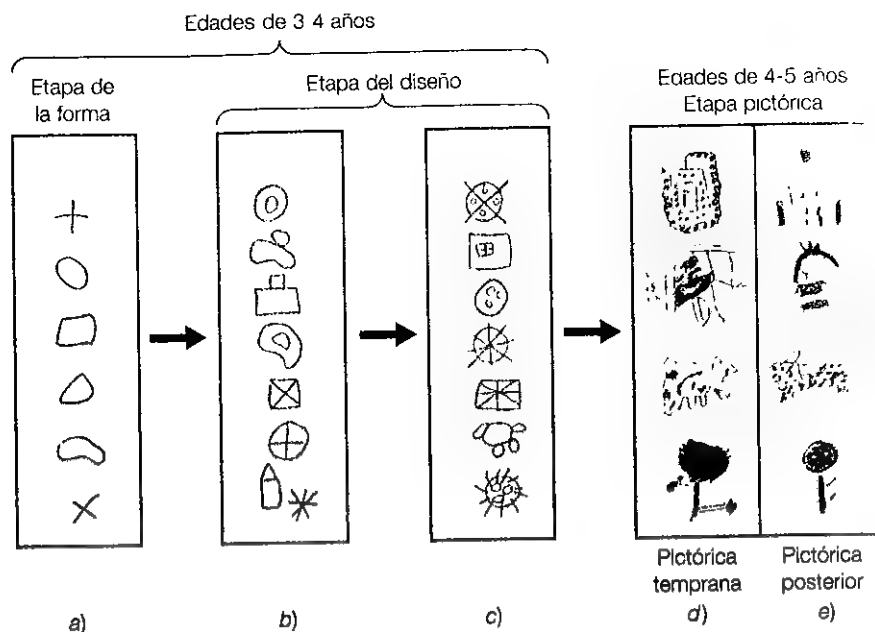 Edades de 3 4 años
Etapa de
la forma
Etapa del diseño
Edades de 4-5 años
Etapa pictórica
Pictórica
temprana
Pictórica
posterior
a)
b)
c)
d)
e)